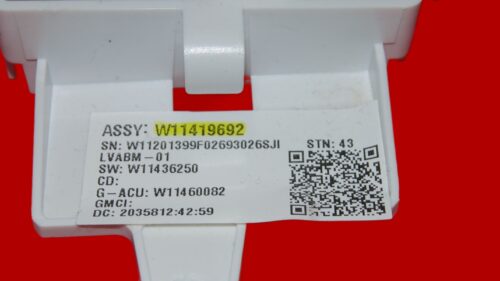 ASSY: W11419692
SN: W11201399F02693026SJI STN: 43
LVABM-01
SW: W11436250
CD:
G-ACU: W11460082
GMCI:
DC: 2035812:42:59